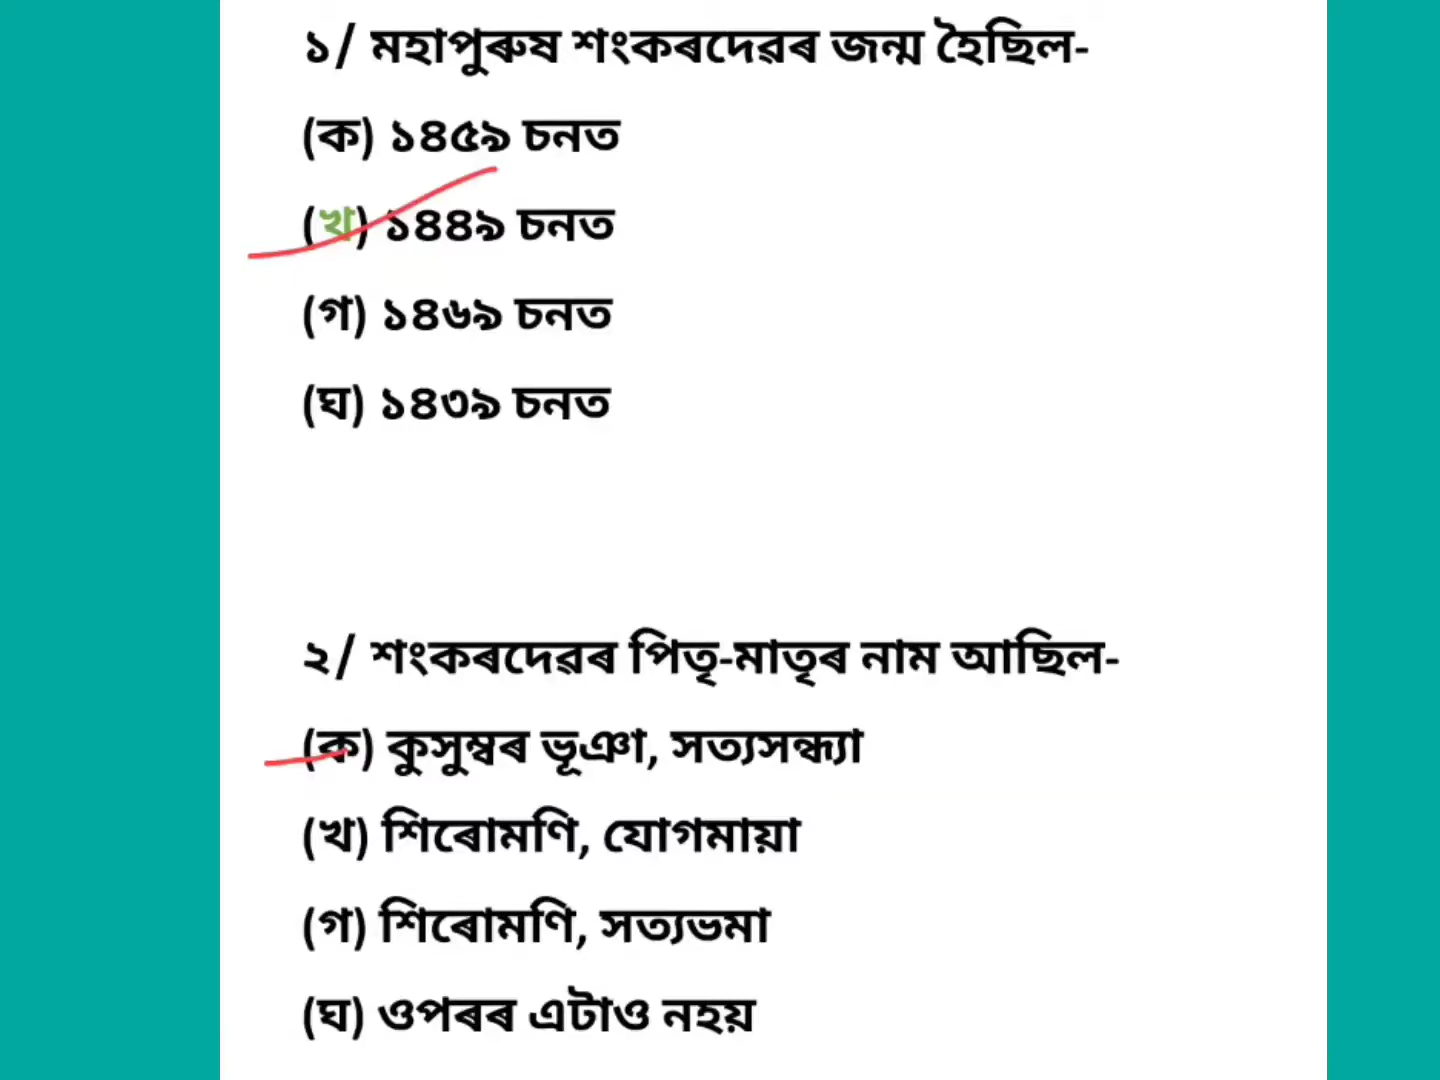 ১/ মহাপুৰুষ শংকৰদেৱৰ জন্ম হৈছিল-
(ক) ১৪৫৯ চনত
(খ) ১৪৪৯ চনত
(গ) ১৪৬৯ চনত
(ঘ) ১৪৩৯ চনত
২/ শংকৰদেৱৰ পিতৃ-মাতৃৰ নাম আছিল-
(ক) কুসুম্বৰ ভূঞা, সত্যসন্ধ্যা
(খ) শিৰোমণি, যোগমায়া
(গ) শিৰোমণি, সত্যভমা
(ঘ) ওপৰৰ এটাও নহয়